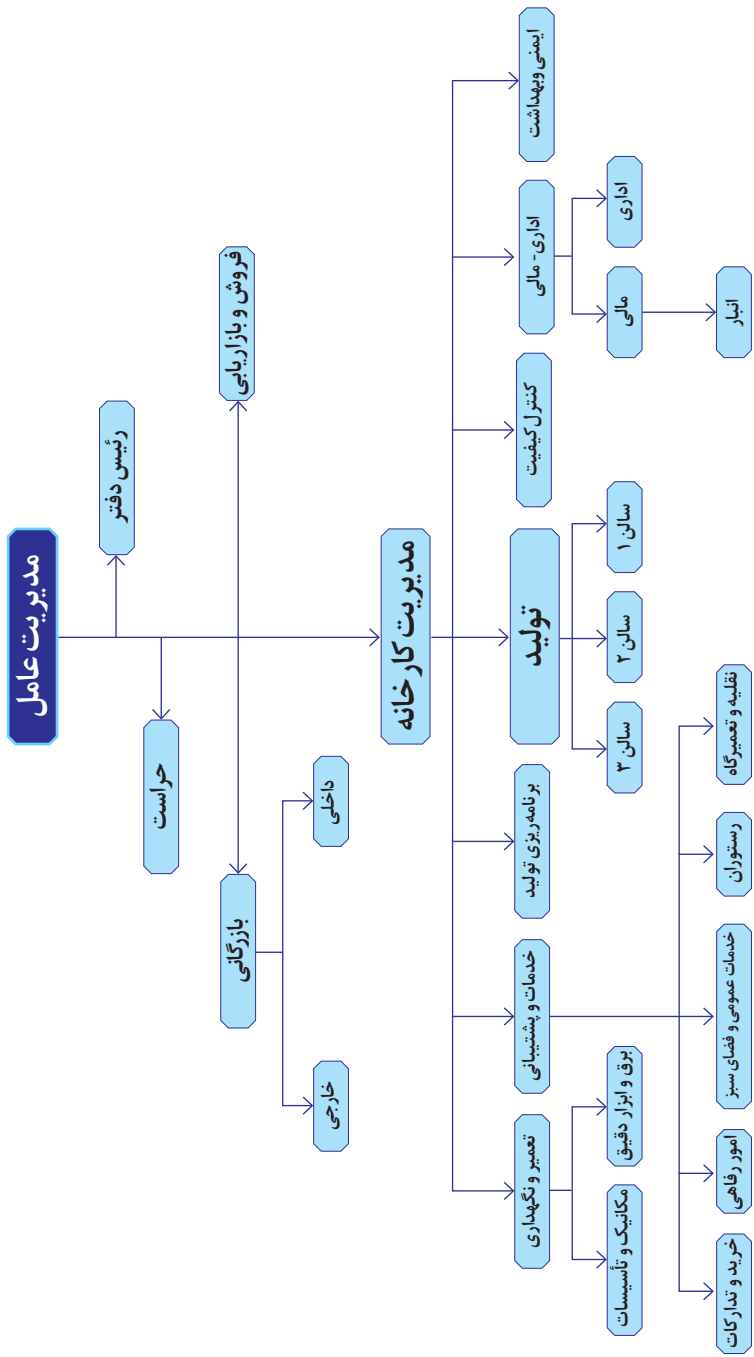 مدیریت عامل
رئیس دفتر
حراست
فروش و بازاریابی
بازرگانی
داخلی
خارجی
مدیریت کارخانه
ایمنی وبهداشت
اداری- مالی
کنترل کیفیت
تولید
برنامه ریزی تولید
خدمات و پشتیبانی
تعمیر و نگهداری
اداری
مالی
سالن ۱
سالن ۲
سالن ۳
برق و ابزار دقیق
مکانیک و تأسیسات
انبار
نقلیه و تعمیرگاه
رستوران
خدمات عمومی و فضای سبز
امور رفاهی
خرید و تدارکات